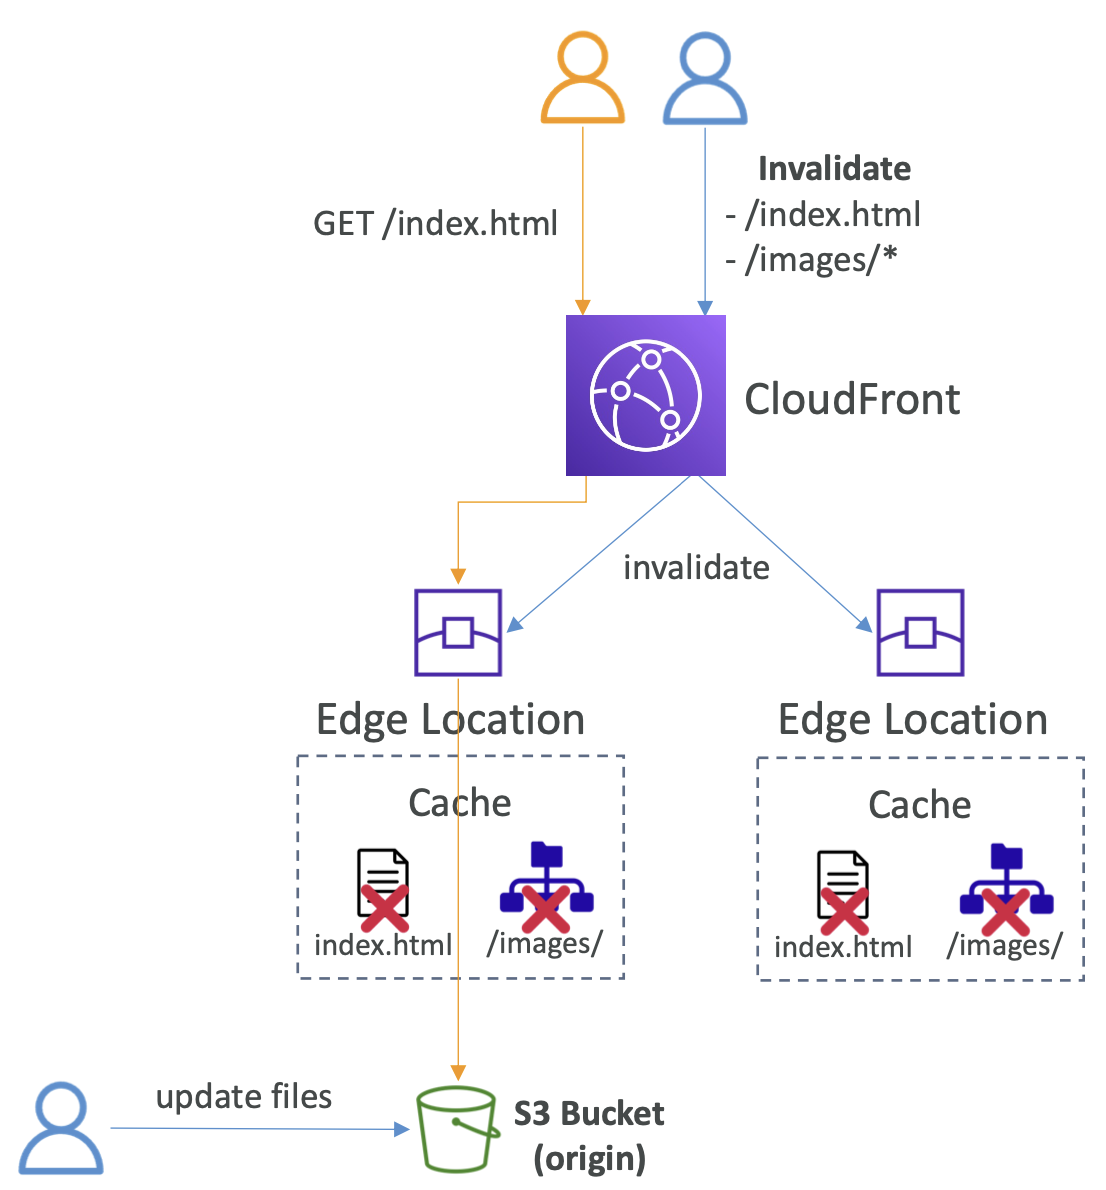 Invalidate
GET /index.html
- /index.html
- /images/*
CloudFront
invalidate
Edge Location
Edge Location
Cache
index.html
/images/
Cache
index.html
/images/
update files
S3 Bucket
(origin)